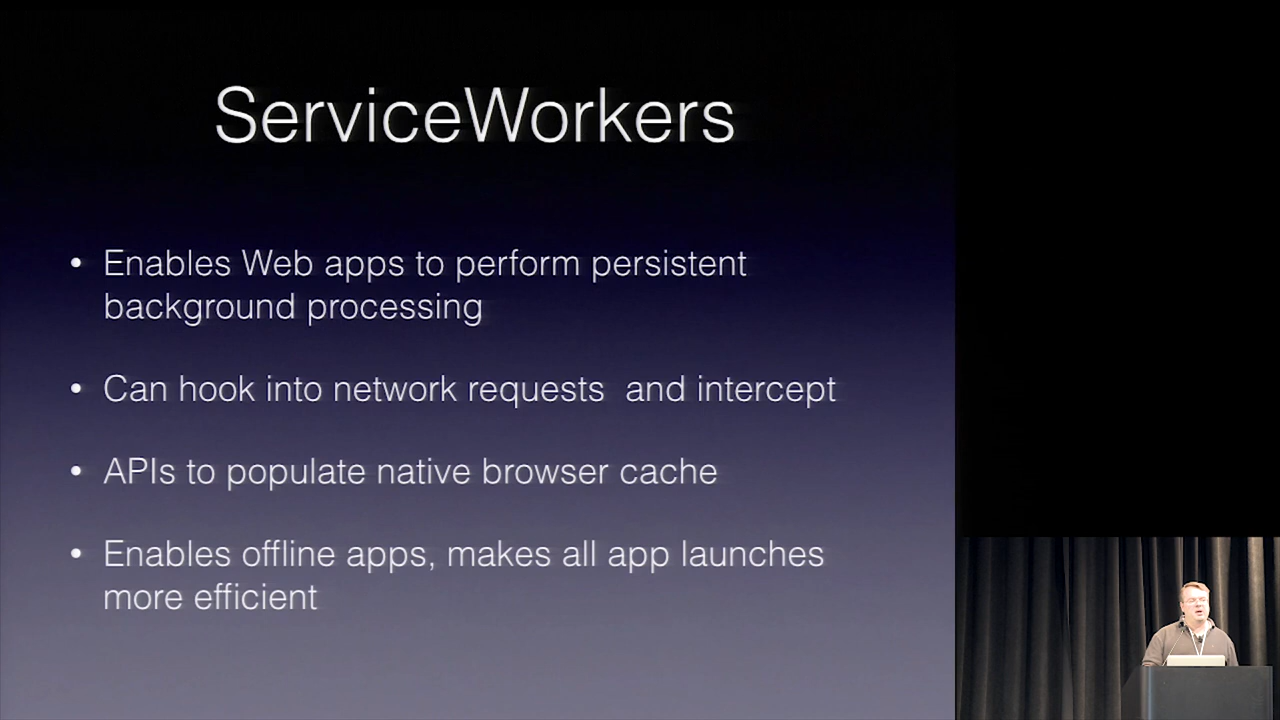 ServiceWorkers
• Enables Web apps to perform persistent
background processing
• Can hook into network requests  and intercept
• APIs to populate native browser cache
• Enables offline apps, makes all app launches
more efficient